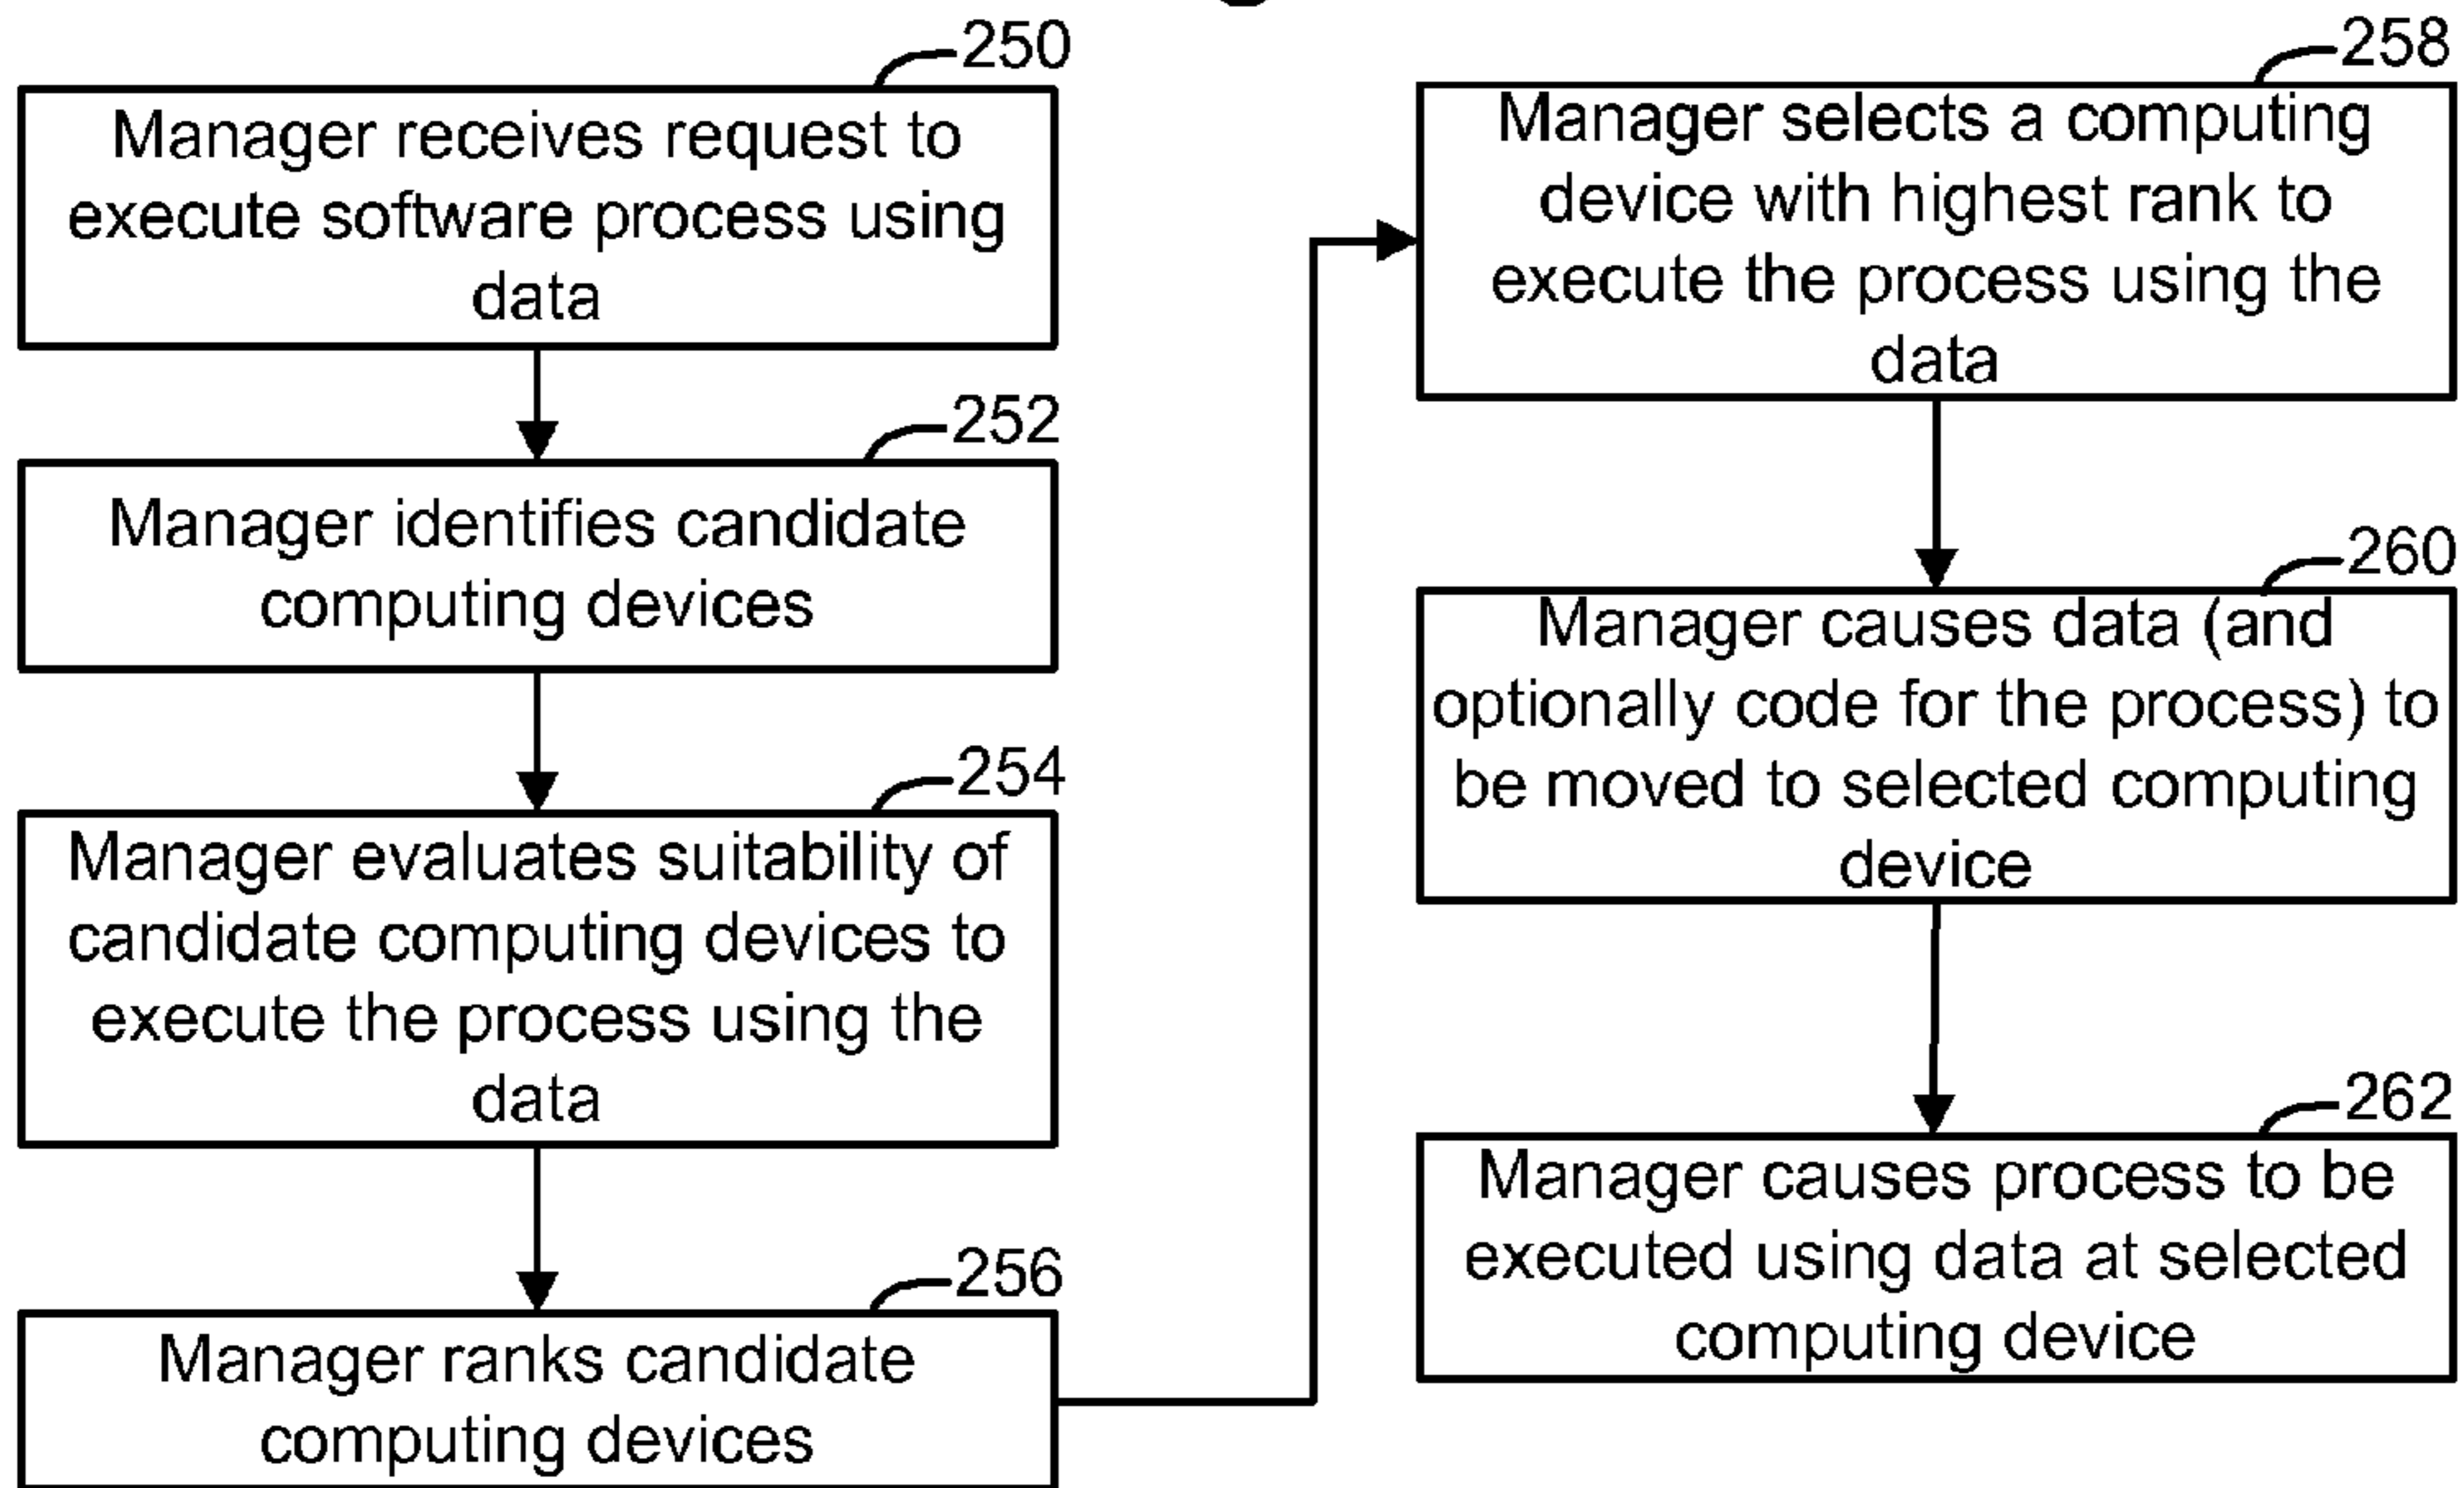 250
Manager receives request to
execute software process using
data
252
Manager identifies candidate
computing devices
254
Manager evaluates suitability of
candidate computing devices to
execute the process using the
data
256
Manager ranks candidate
computing devices
258
Manager selects a computing
device with highest rank to
execute the process using the
data
260
Manager causes data (and
optionally code for the process) to
be moved to selected computing
device
262
Manager causes process to be
executed using data at selected
computing device